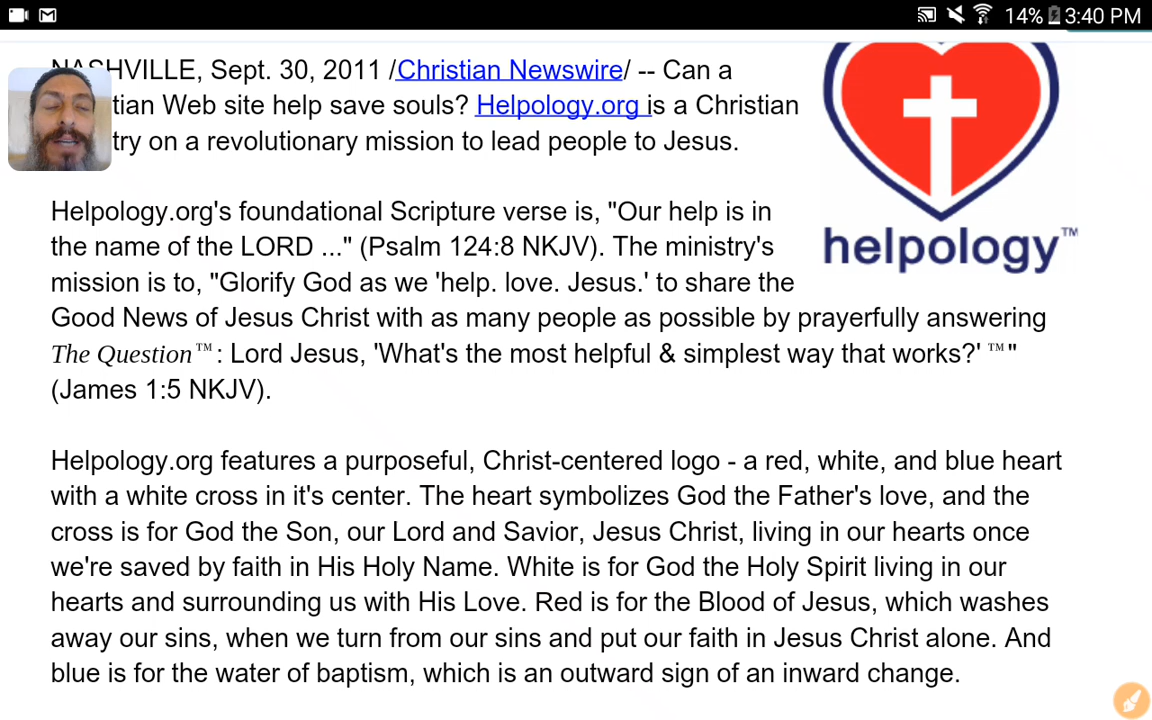 14% 3:40 PM
NASHVILLE, Sept. 30, 2011 /Christian Newswire/ -- Can a
tian Web site help save souls? Helpology.org is a Christian
try on a revolutionary mission to lead people to Jesus.
helpology™
Helpology.org's foundational Scripture verse is, "Our help is in
the name of the LORD ..." (Psalm 124:8 NKJV). The ministry's
mission is to, "Glorify God as we 'help. love. Jesus.' to share the
Good News of Jesus Christ with as many people as possible by prayerfully answering
The Question™: Lord Jesus, 'What's the most helpful & simplest way that works?' ™"
(James 1:5 NKJV).
Helpology.org features a purposeful, Christ-centered logo - a red, white, and blue heart
with a white cross in it's center. The heart symbolizes God the Father's love, and the
cross is for God the Son, our Lord and Savior, Jesus Christ, living in our hearts once
we're saved by faith in His Holy Name. White is for God the Holy Spirit living in our
hearts and surrounding us with His Love. Red is for the Blood of Jesus, which washes
away our sins, when we turn from our sins and put our faith in Jesus Christ alone. And
blue is for the water of baptism, which is an outward sign of an inward change.